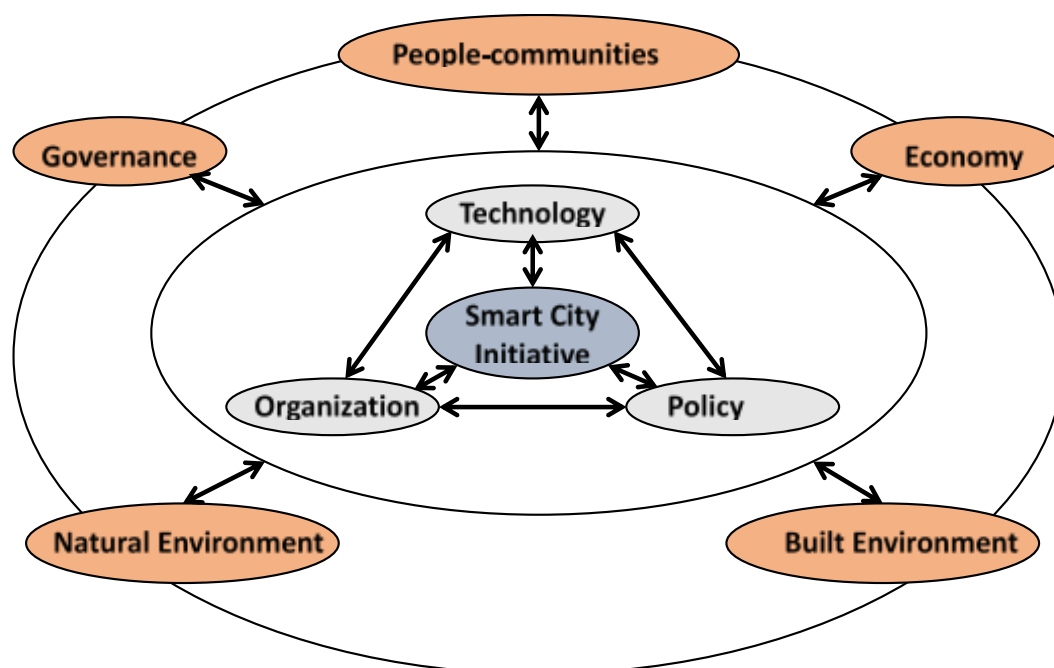 People-communities
Governance
Economy
Technology
Smart City
Initiative
Organization
Policy
Natural Environment
Built Environment